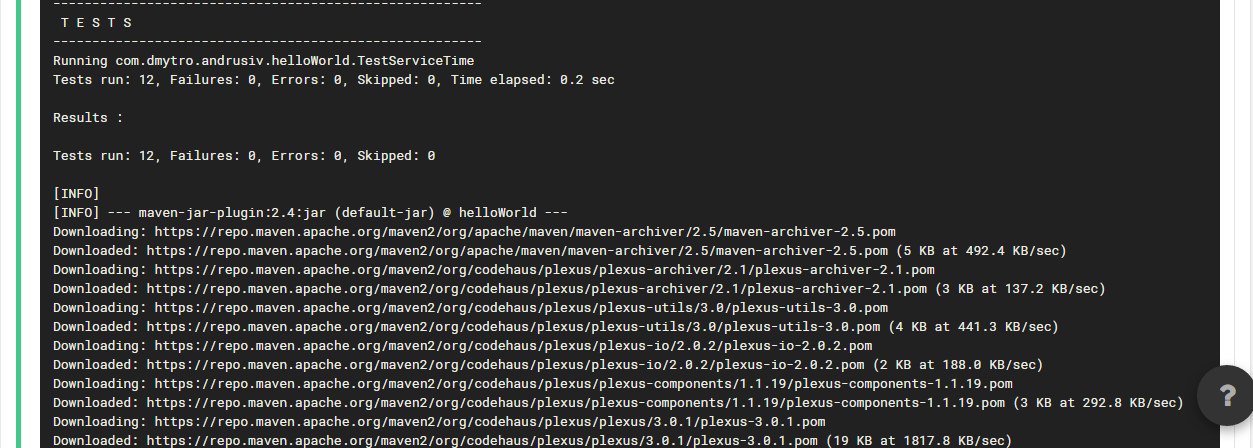 -------------------------------------------------------
T E S T S
-------------------------------------------------------
Running com.dmytro.andrusiv.helloWorld.TestServiceTime
Tests run: 12, Failures: 0, Errors: 0, Skipped: 0, Time elapsed: 0.2 sec
Results :
Tests run: 12, Failures: 0, Errors: 0, Skipped: 0
[INFO]
[INFO] --- maven-jar-plugin:2.4:jar (default-jar) @ helloWorld ---
Downloading: https://repo.maven.apache.org/maven2/org/apache/maven/maven-archiver/2.5/maven-archiver-2.5.pom
Downloaded: https://repo.maven.apache.org/maven2/org/apache/maven/maven-archiver/2.5/maven-archiver-2.5.pom (5 KB at 492.4 KB/sec)
Downloading: https://repo.maven.apache.org/maven2/org/codehaus/plexus/plexus-archiver/2.1/plexus-archiver-2.1.pom
Downloaded: https://repo.maven.apache.org/maven2/org/codehaus/plexus/plexus-archiver/2.1/plexus-archiver-2.1.pom (3 KB at 137.2 KB/sec)
Downloading: https://repo.maven.apache.org/maven2/org/codehaus/plexus/plexus-utils/3.0/plexus-utils-3.0.pom
Downloaded: https://repo.maven.apache.org/maven2/org/codehaus/plexus/plexus-utils/3.0/plexus-utils-3.0.pom (4 KB at 441.3 KB/sec)
Downloading: https://repo.maven.apache.org/maven2/org/codehaus/plexus/plexus-io/2.0.2/plexus-io-2.0.2.pom
Downloaded: https://repo.maven.apache.org/maven2/org/codehaus/plexus/plexus-io/2.0.2/plexus-io-2.0.2.pom (2 KB at 188.0 KB/sec)
Downloading: https://repo.maven.apache.org/maven2/org/codehaus/plexus/plexus-components/1.1.19/plexus-components-1.1.19.pom
Downloaded: https://repo.maven.apache.org/maven2/org/codehaus/plexus/plexus-components/1.1.19/plexus-components-1.1.19.pom (3 KB at 292.8 KB/sec)
Downloading: https://repo.maven.apache.org/maven2/org/codehaus/plexus/plexus/3.0.1/plexus-3.0.1.pom
Downloaded: https://repo.maven.apache.org/maven2/org/codehaus/plexus/plexus/3.0.1/plexus-3.0.1.pom (19 KB at 1817.8 KB/sec)
?